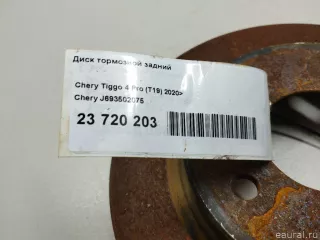 Диск тормозной задний
Chery Tiggo 4 Pro (T19) 2020>
Chery J693502075
23 720 203
eaural.ru